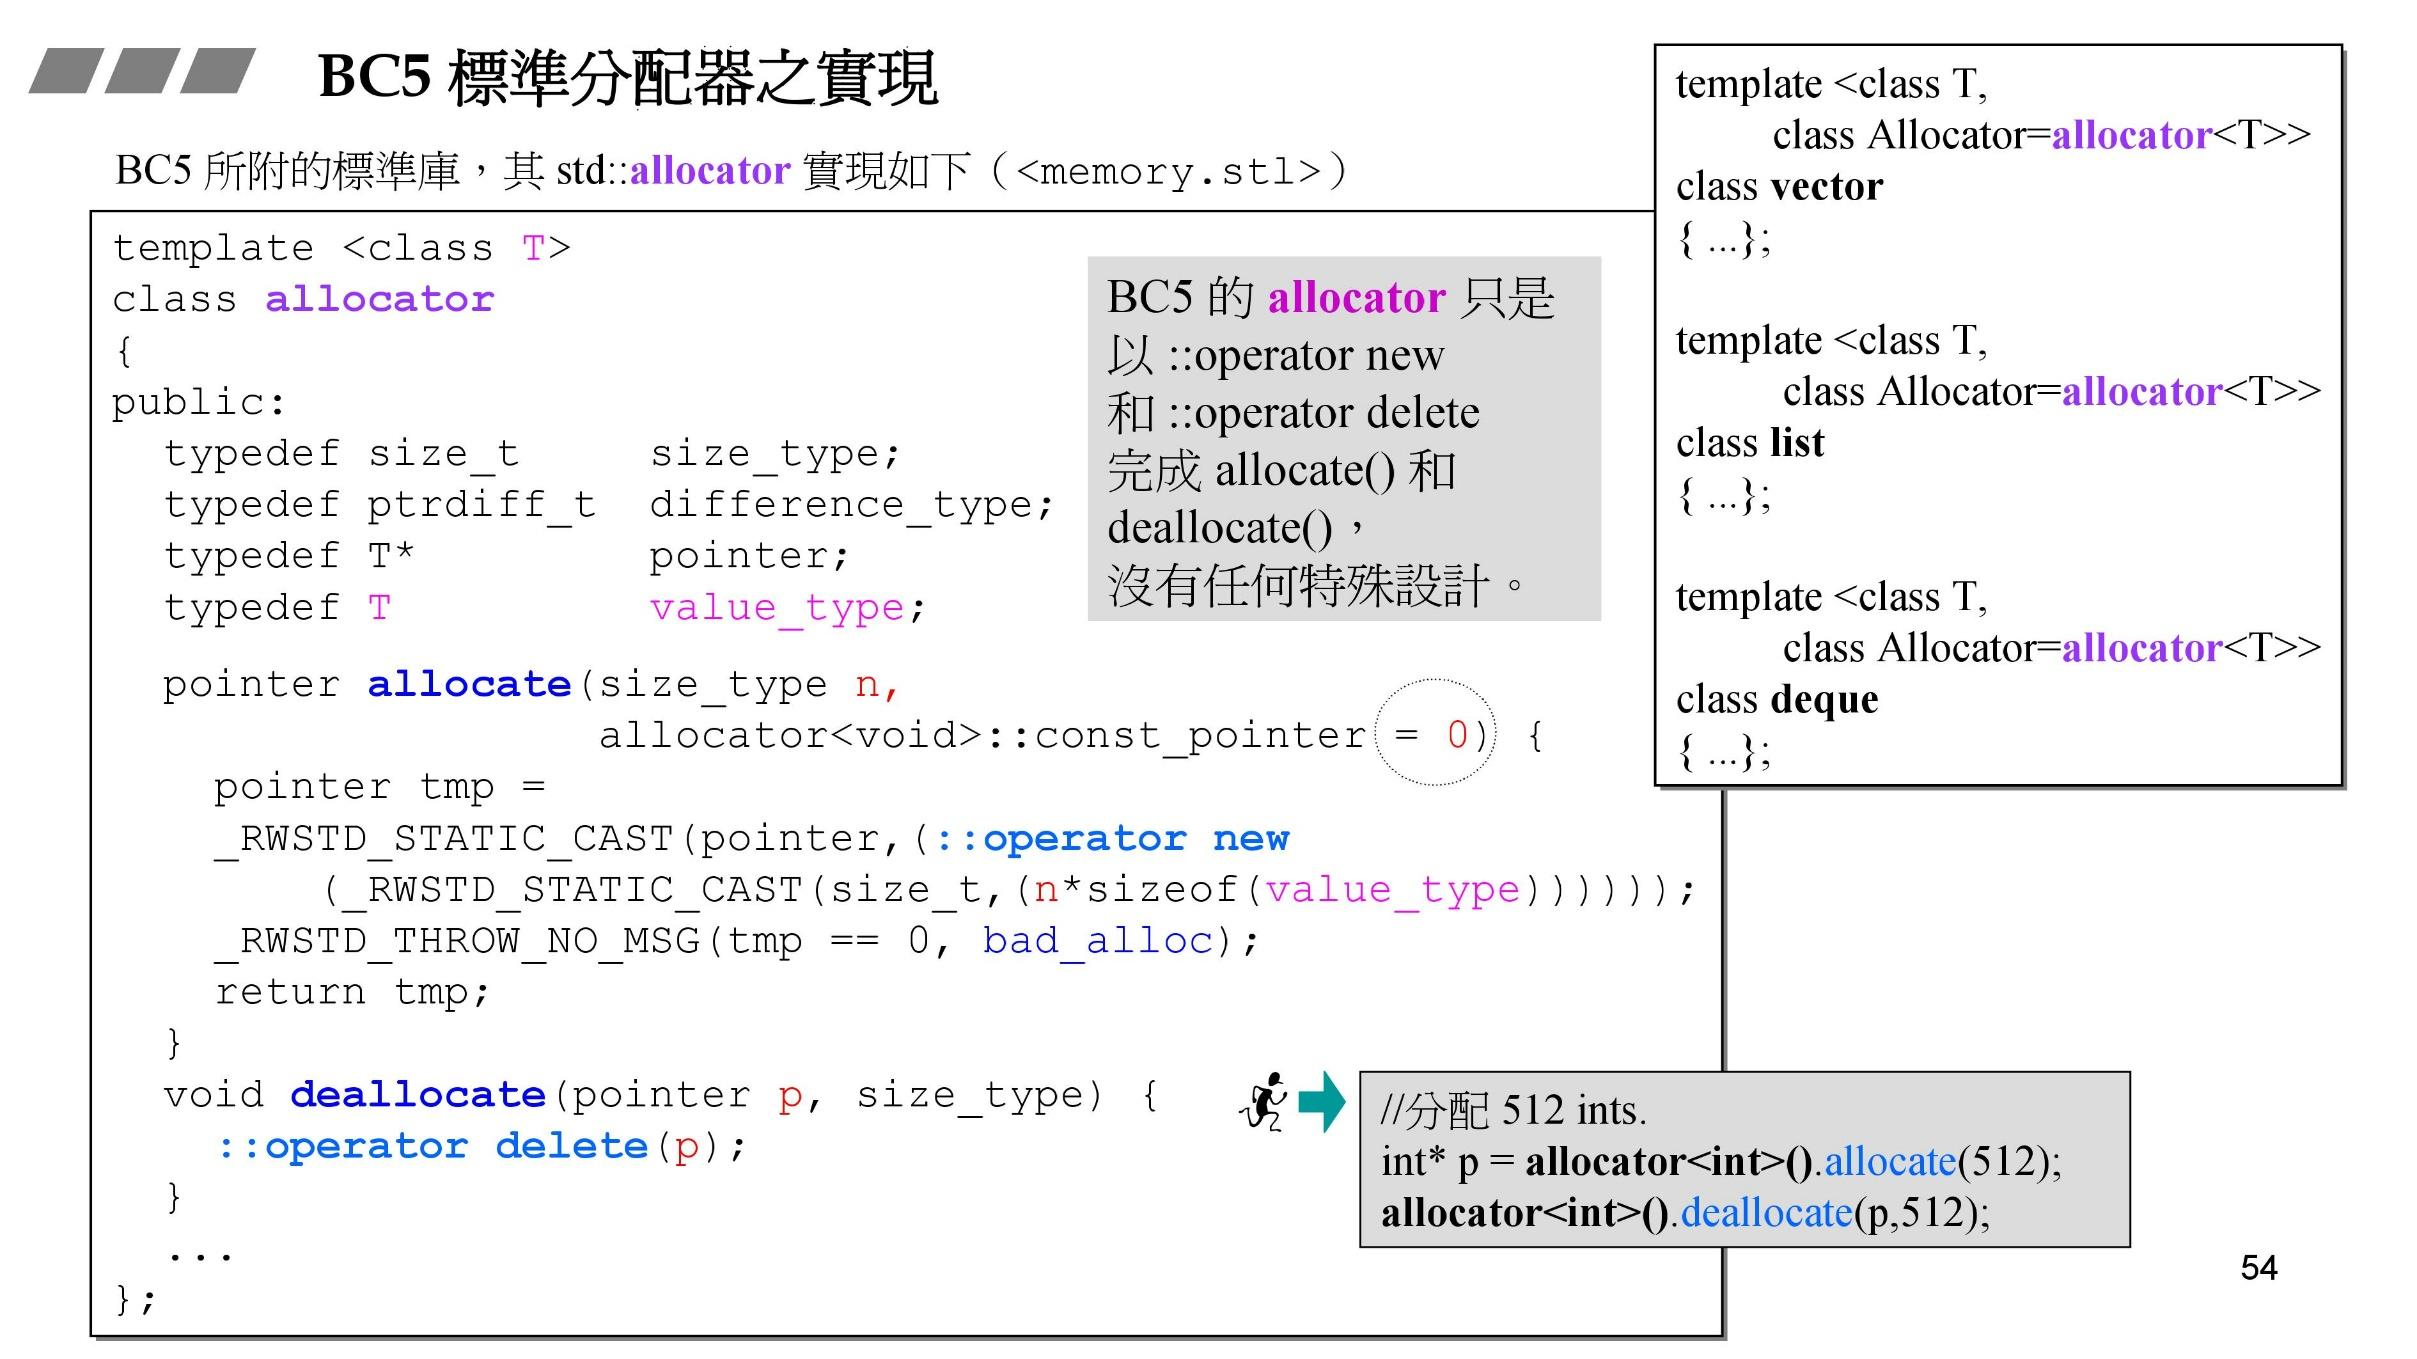 BC5 標準分配器之實現
BC5 所附的標準庫，其 std::allocator 實現如下（<memory.stl>）
template <class T>
class allocator
{
public:
  typedef size_t     size_type;
  typedef ptrdiff_t  difference_type;
  typedef T*         pointer;
  typedef T          value_type;
  pointer allocate(size_type n,
                   allocator<void>::const_pointer = 0) {
    pointer tmp =
    _RWSTD_STATIC_CAST(pointer,(::operator new
        (_RWSTD_STATIC_CAST(size_t,(n*sizeof(value_type))))));
    _RWSTD_THROW_NO_MSG(tmp == 0, bad_alloc);
    return tmp;
  }
  void deallocate(pointer p, size_type) {
    ::operator delete(p);
  }
  ...
};
BC5 的 allocator 只是
以 ::operator new
和 ::operator delete
完成 allocate() 和
deallocate()，
沒有任何特殊設計。
template <class T,
class Allocator=allocator<T>>
class vector
{ ...};
template <class T,
class Allocator=allocator<T>>
class list
{ ...};
template <class T,
class Allocator=allocator<T>>
class deque
{ ...};
//分配 512 ints.
int* p = allocator<int>().allocate(512);
allocator<int>().deallocate(p,512);
54